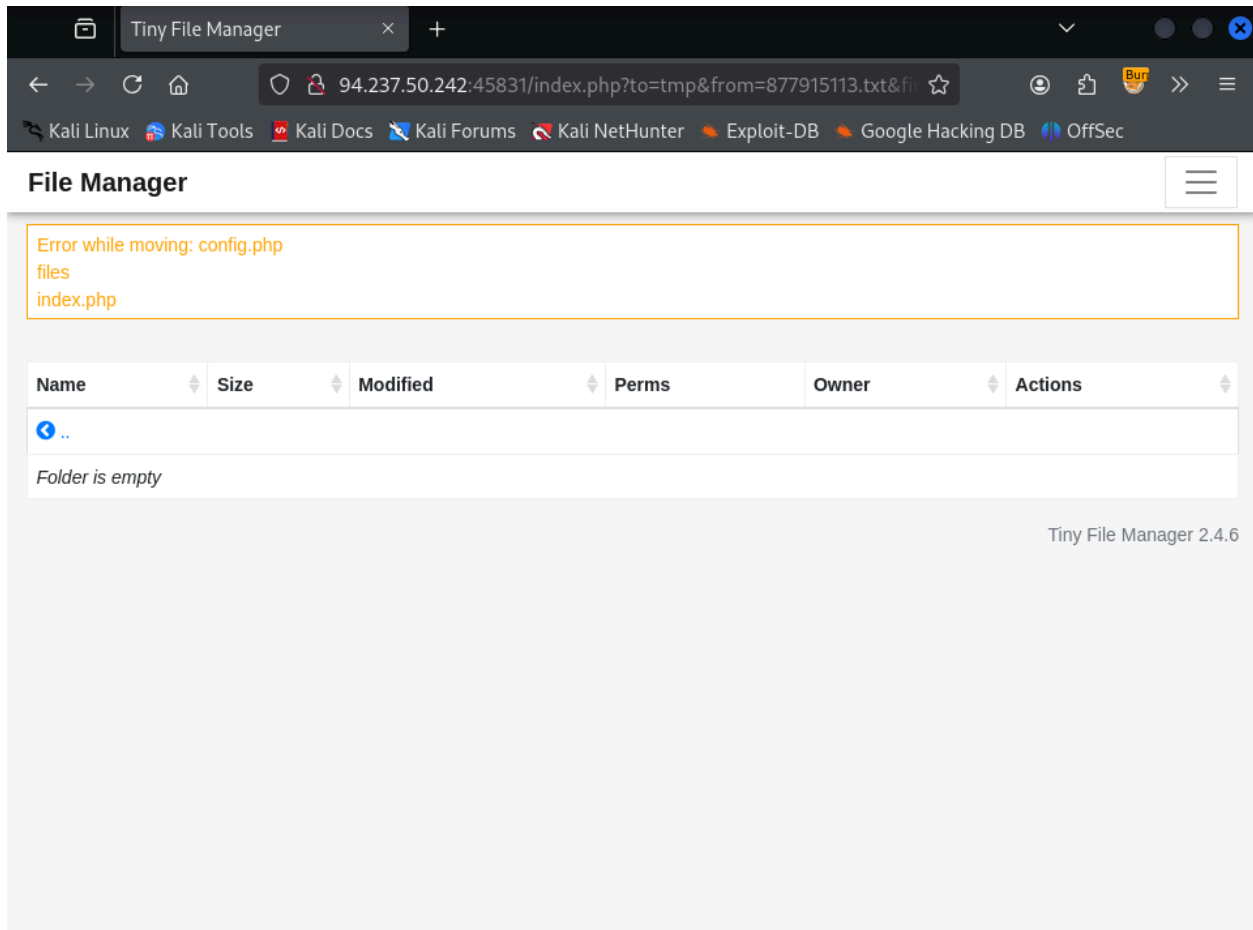 Tiny File Manager
94.237.50.242:45831/index.php?to=tmp&from=877915113.txt&fi
Kali Linux Kali Tools Kali Docs Kali Forums Kali NetHunter Exploit-DB Google Hacking DB OffSec
File Manager
Error while moving: config.php
files
index.php
Name Size Modified Perms Owner Actions
..
Folder is empty
Tiny File Manager 2.4.6